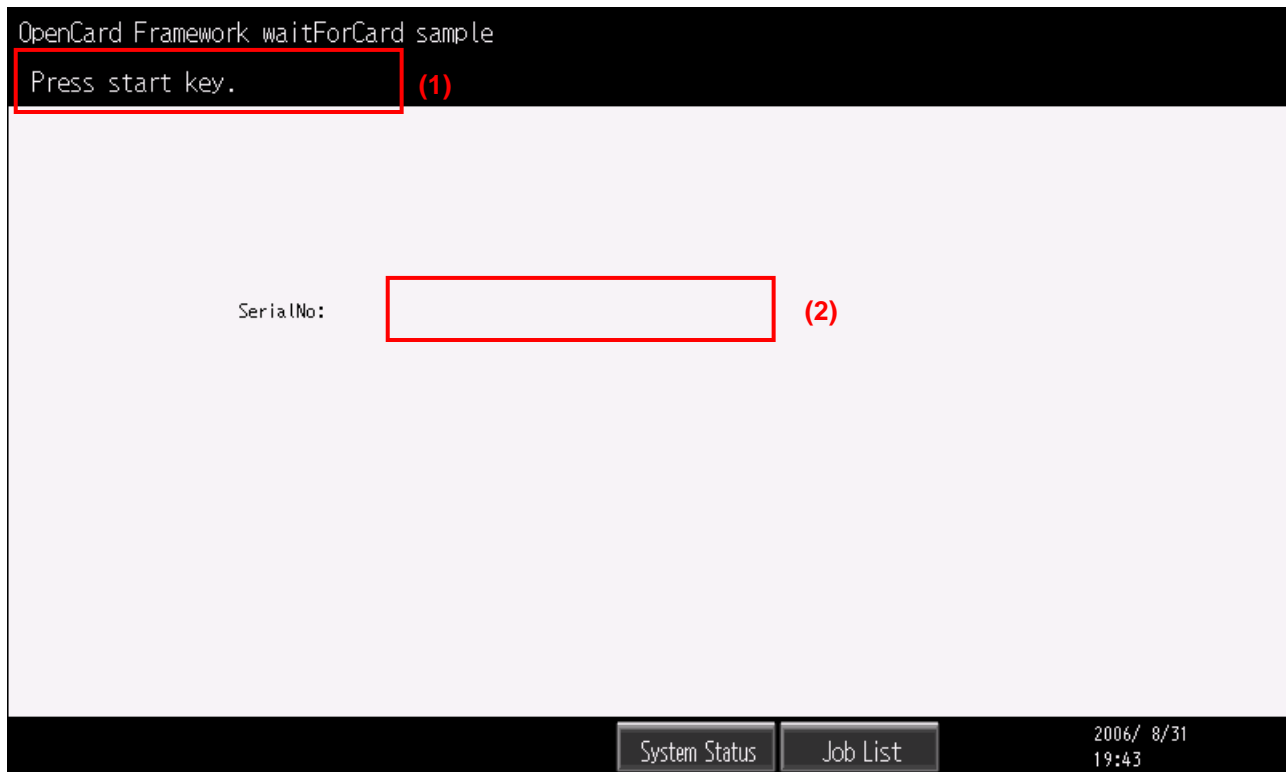 OpenCard Framework waitForCard sample
Press start key.
(1)
SerialNo:
(2)
System Status
Job List
2006/ 8/31
19:43